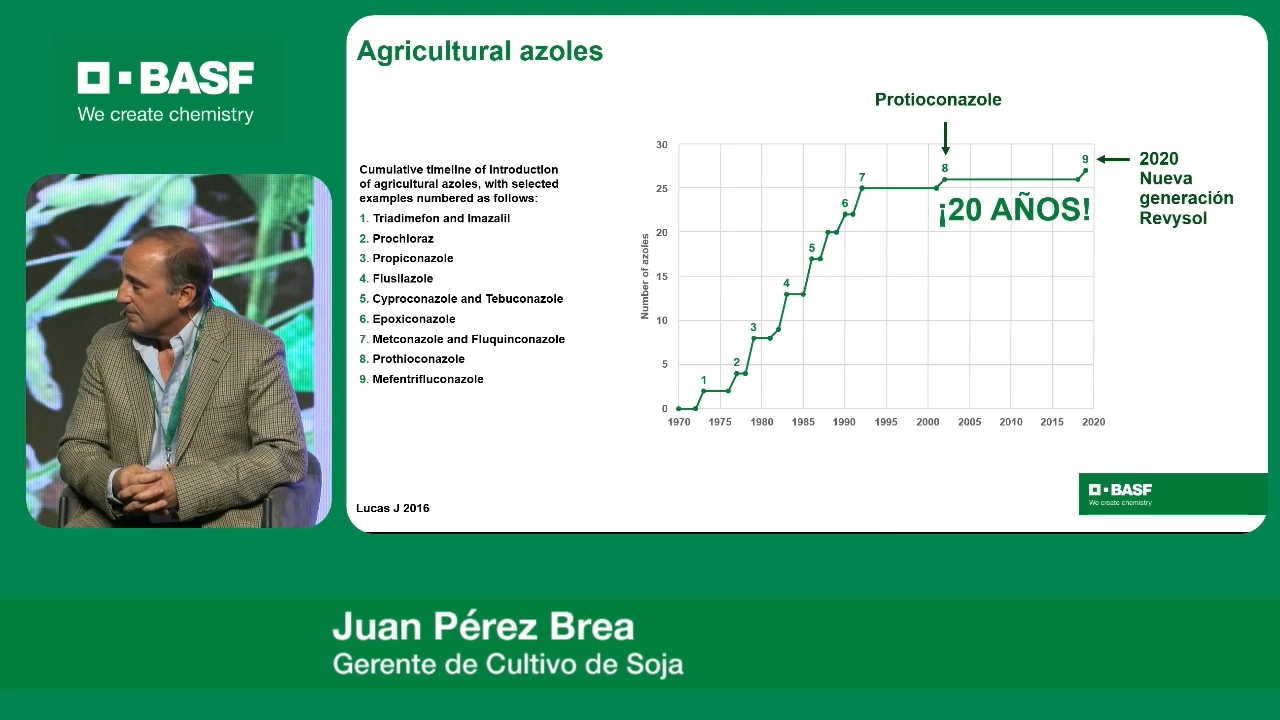 BASF
We create chemistry
Agricultural azoles
Protioconazole
Cumulative timeline of introduction
of agricultural azoles, with selected
examples numbered as follows:
1. Triadimefon and Imazalil
2. Prochloraz
3. Propiconazole
4. Flusilazole
5. Cyproconazole and Tebuconazole
6. Epoxiconazole
7. Metconazole and Fluquinconazole
8. Prothioconazole
9. Mefentrifluconazole
Number of azoles
30
25
20
15
10
5
0
1970 1975 1980 1985 1990 1995 2000 2005 2010 2015 2020
1
2
3
4
5
6
7
8
9
¡20 AÑOS!
2020
Nueva
generación
Revysol
Lucas J 2016
BASF
We create chemistry
Juan Pérez Brea
Gerente de Cultivo de Soja